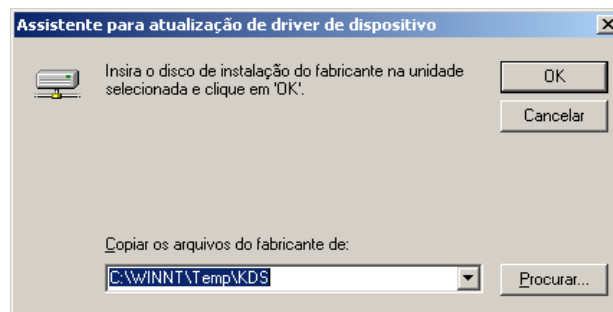 Assistente para atualização de driver de dispositivo
Insira o disco de instalação do fabricante na unidade
selecionada e clique em 'OK'.
OK
Cancelar
Copiar os arquivos do fabricante de:
C:\WINNT\Temp\KDS
Procurar...